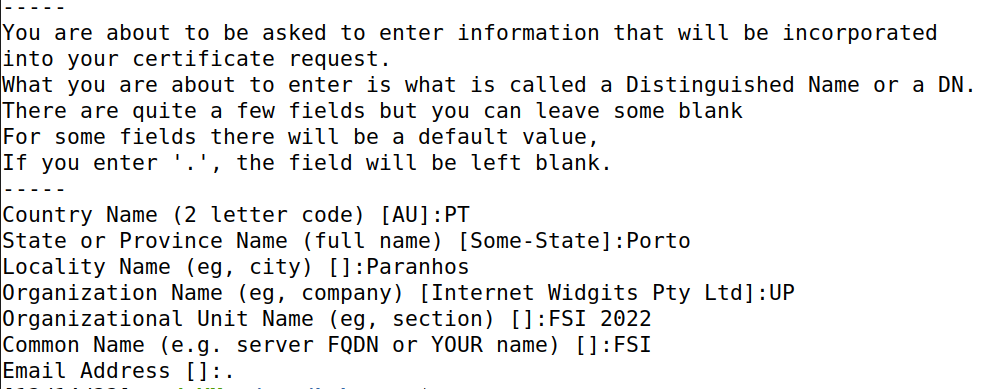 -----
You are about to be asked to enter information that will be incorporated
into your certificate request.
What you are about to enter is what is called a Distinguished Name or a DN.
There are quite a few fields but you can leave some blank
For some fields there will be a default value,
If you enter '.', the field will be left blank.
-----
Country Name (2 letter code) [AU]:PT
State or Province Name (full name) [Some-State]:Porto
Locality Name (eg, city) []:Paranhos
Organization Name (eg, company) [Internet Widgits Pty Ltd]:UP
Organizational Unit Name (eg, section) []:FSI 2022
Common Name (e.g. server FQDN or YOUR name) []:FSI
Email Address []:.